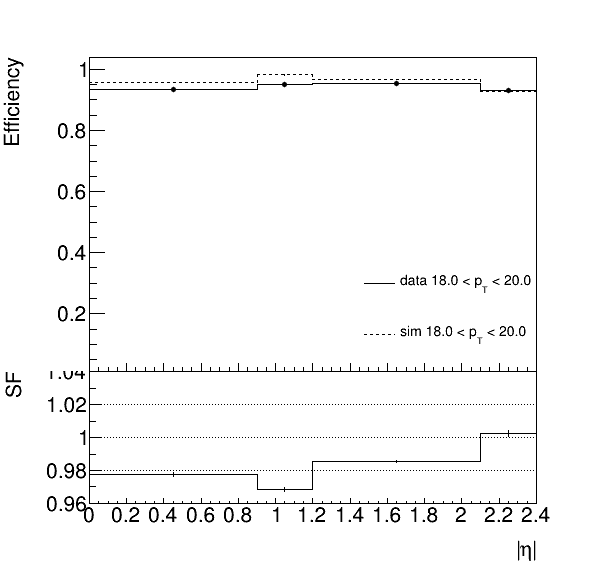 Efficiency
1
0.8
0.6
0.4
0.2
data 18.0 < p_T < 20.0
sim 18.0 < p_T < 20.0
SF
1.04
1.02
1
0.98
0.96
0 0.2 0.4 0.6 0.8 1 1.2 1.4 1.6 1.8 2 2.2 2.4
|η|